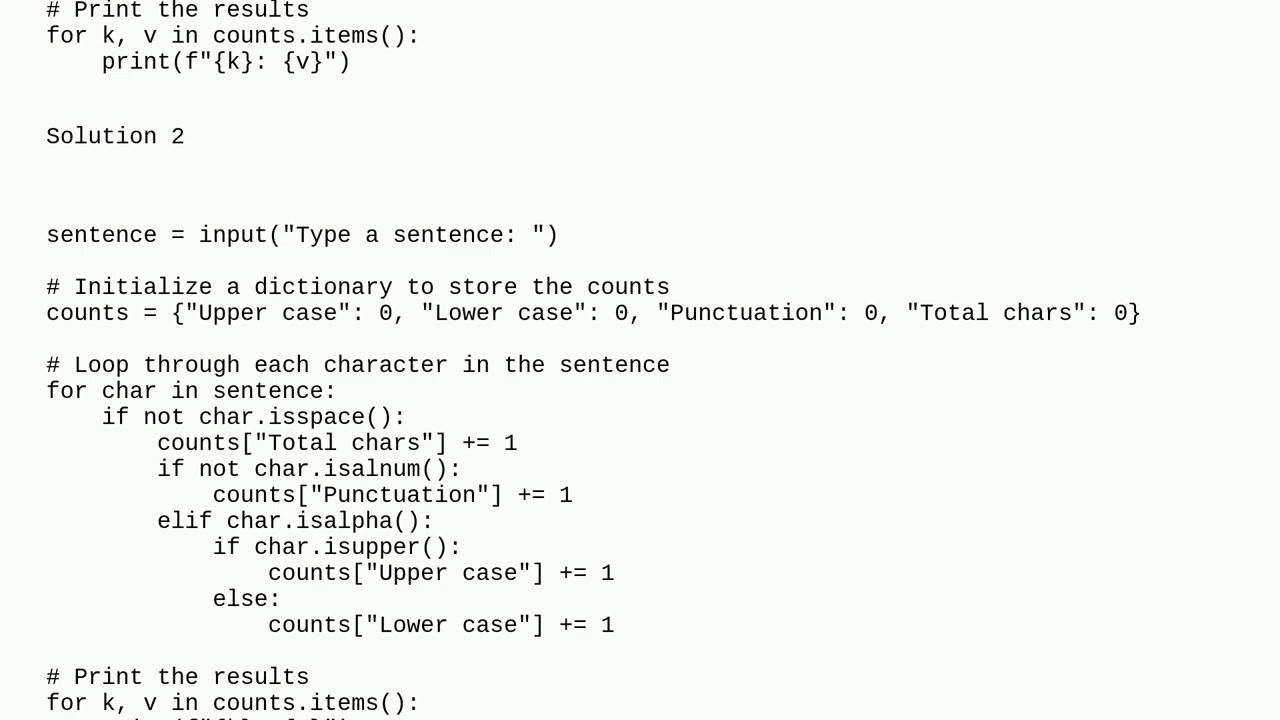 # Print the results
for k, v in counts.items():
    print(f"{k}: {v}")
Solution 2
sentence = input("Type a sentence: ")
# Initialize a dictionary to store the counts
counts = {"Upper case": 0, "Lower case": 0, "Punctuation": 0, "Total chars": 0}
# Loop through each character in the sentence
for char in sentence:
    if not char.isspace():
        counts["Total chars"] += 1
        if not char.isalnum():
            counts["Punctuation"] += 1
        elif char.isalpha():
            if char.isupper():
                counts["Upper case"] += 1
            else:
                counts["Lower case"] += 1
# Print the results
for k, v in counts.items():